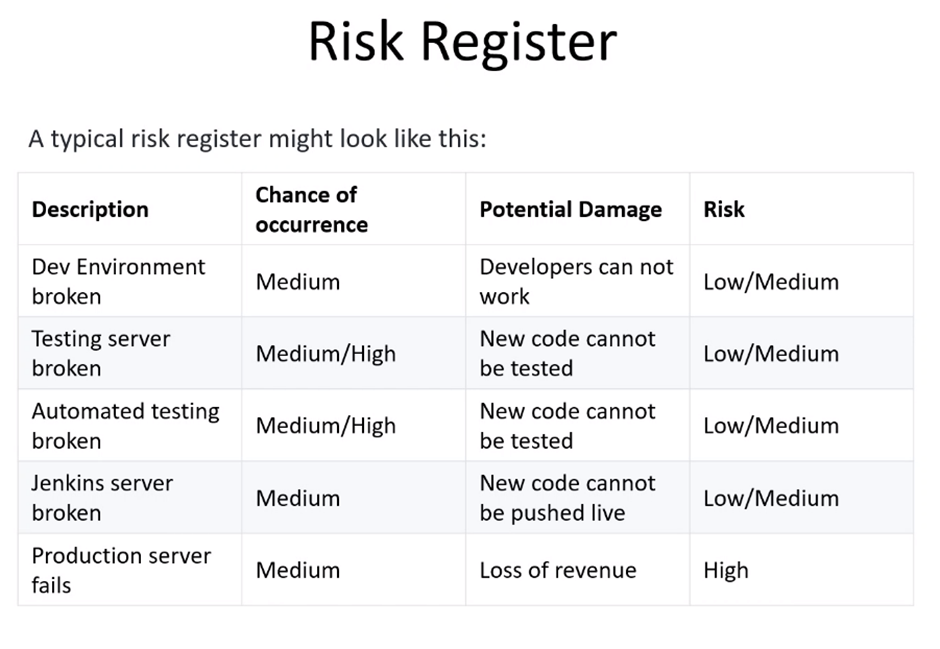 Risk Register
A typical risk register might look like this:
Description
Chance of
occurrence
Potential Damage
Risk
Dev Environment
broken
Medium
Developers can not
work
Low/Medium
Testing server
broken
Medium/High
New code cannot
be tested
Low/Medium
Automated testing
broken
Medium/High
New code cannot
be tested
Low/Medium
Jenkins server
broken
Medium
New code cannot
be pushed live
Low/Medium
Production server
fails
Medium
Loss of revenue
High